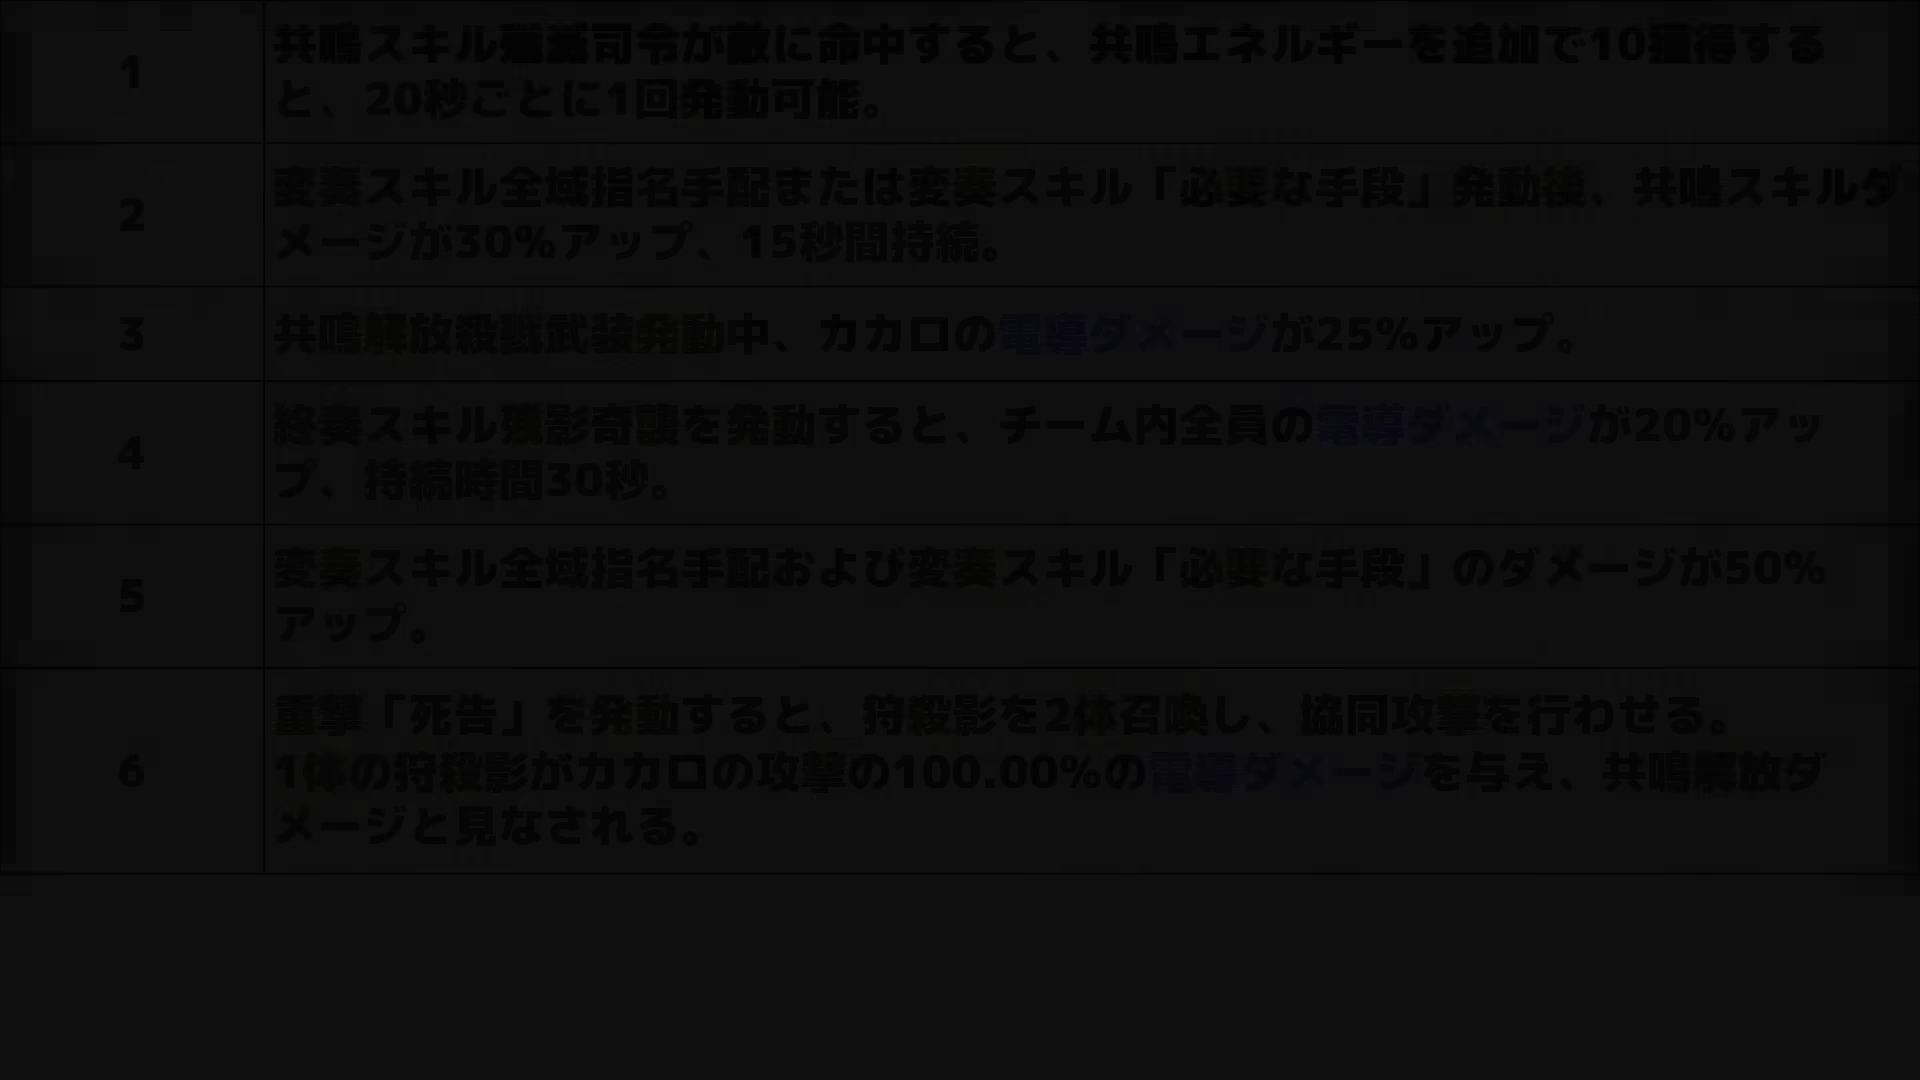 1
共鳴スキル殲滅司令が敵に命中すると、共鳴エネルギーを追加で10獲得する
と、20秒ごとに1回発動可能。
2
変奏スキル全域指名手配または変奏スキル「必要な手段」発動後、共鳴スキルダ
メージが30%アップ、15秒間持続。
3
共鳴解放殺戮武装発動中、カカロの電導ダメージが25%アップ。
4
終奏スキル残影奇襲を発動すると、チーム内全員の電導ダメージが20%アッ
プ、持続時間30秒。
5
変奏スキル全域指名手配および変奏スキル「必要な手段」のダメージが50%
アップ。
6
重撃「死告」を発動すると、狩殺影を2体召喚し、協同攻撃を行わせる。
1体の狩殺影がカカロの攻撃の100.00%の電導ダメージを与え、共鳴解放ダ
メージと見なされる。